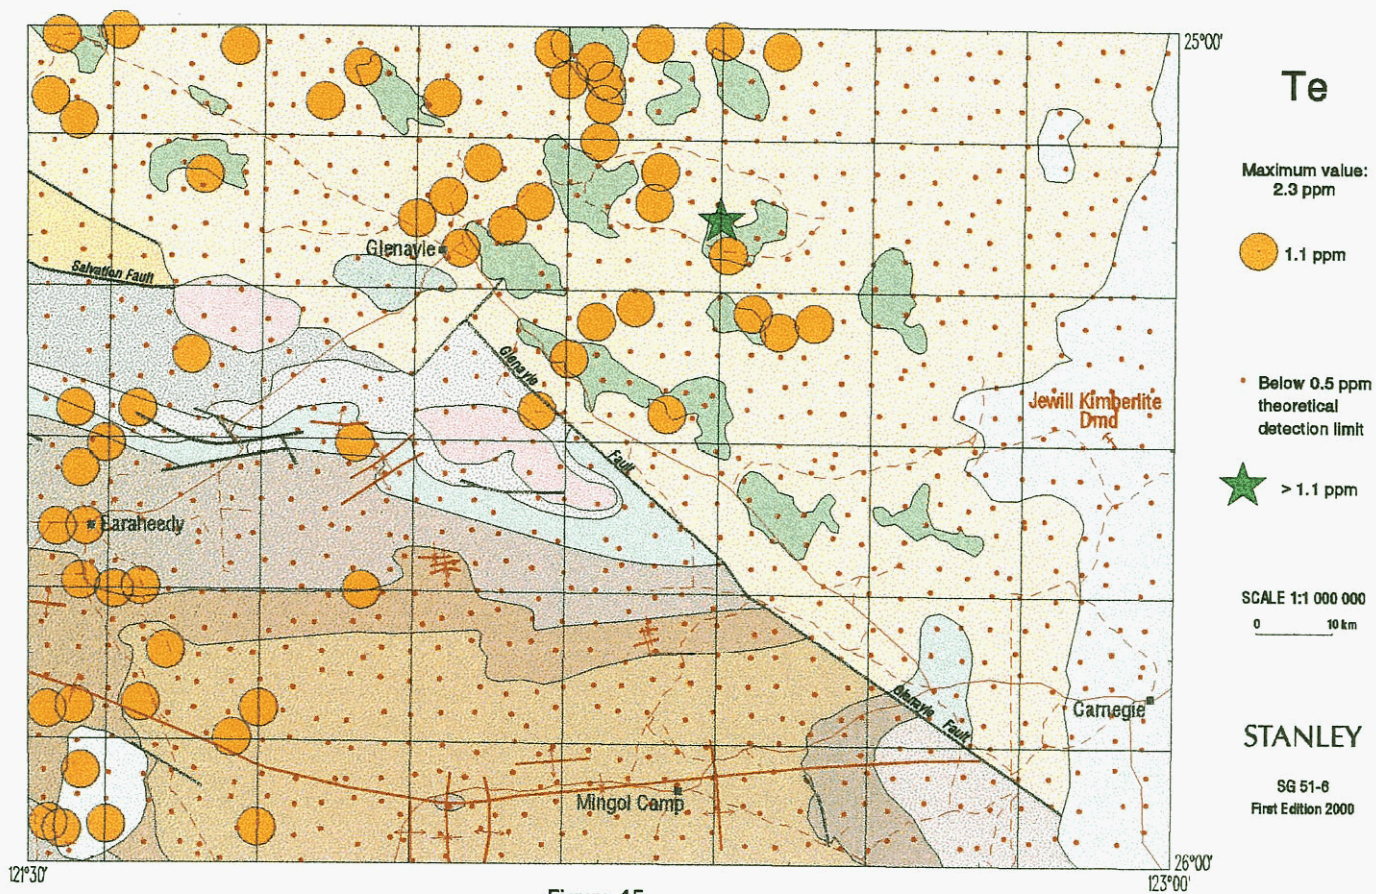 25°00'
Te
Maximum value:
2.3 ppm
1.1 ppm
Glenayle
Salvation Fault
Glenayle
Fault
Jewill Kimberlite
Dmd
Below 0.5 ppm
theoretical
detection limit
> 1.1 ppm
Earaheedy
SCALE 1:1 000 000
0 10 km
Glenayle Fault
Carnegie
STANLEY
Mingol Camp
SG 51-6
First Edition 2000
121°30'
26°00'
123°00'